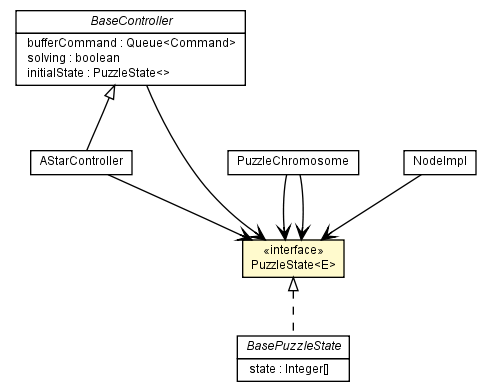 BaseController
bufferCommand : Queue<Command>
solving : boolean
initialState : PuzzleState<>
AStarController
PuzzleChromosome
NodeImpl
«interface»
PuzzleState<E>
BasePuzzleState
state : Integer[]